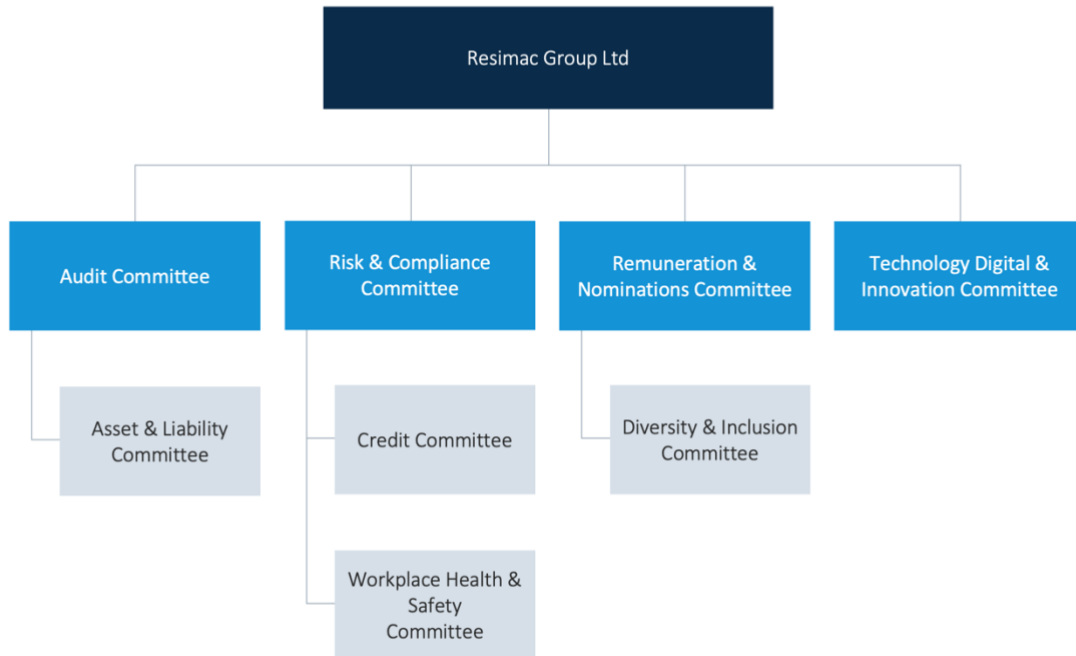 Resimac Group Ltd
Audit Committee
Risk & Compliance
Committee
Remuneration &
Nominations Committee
Technology Digital &
Innovation Committee
Asset & Liability
Committee
Credit Committee
Diversity & Inclusion
Committee
Workplace Health &
Safety
Committee